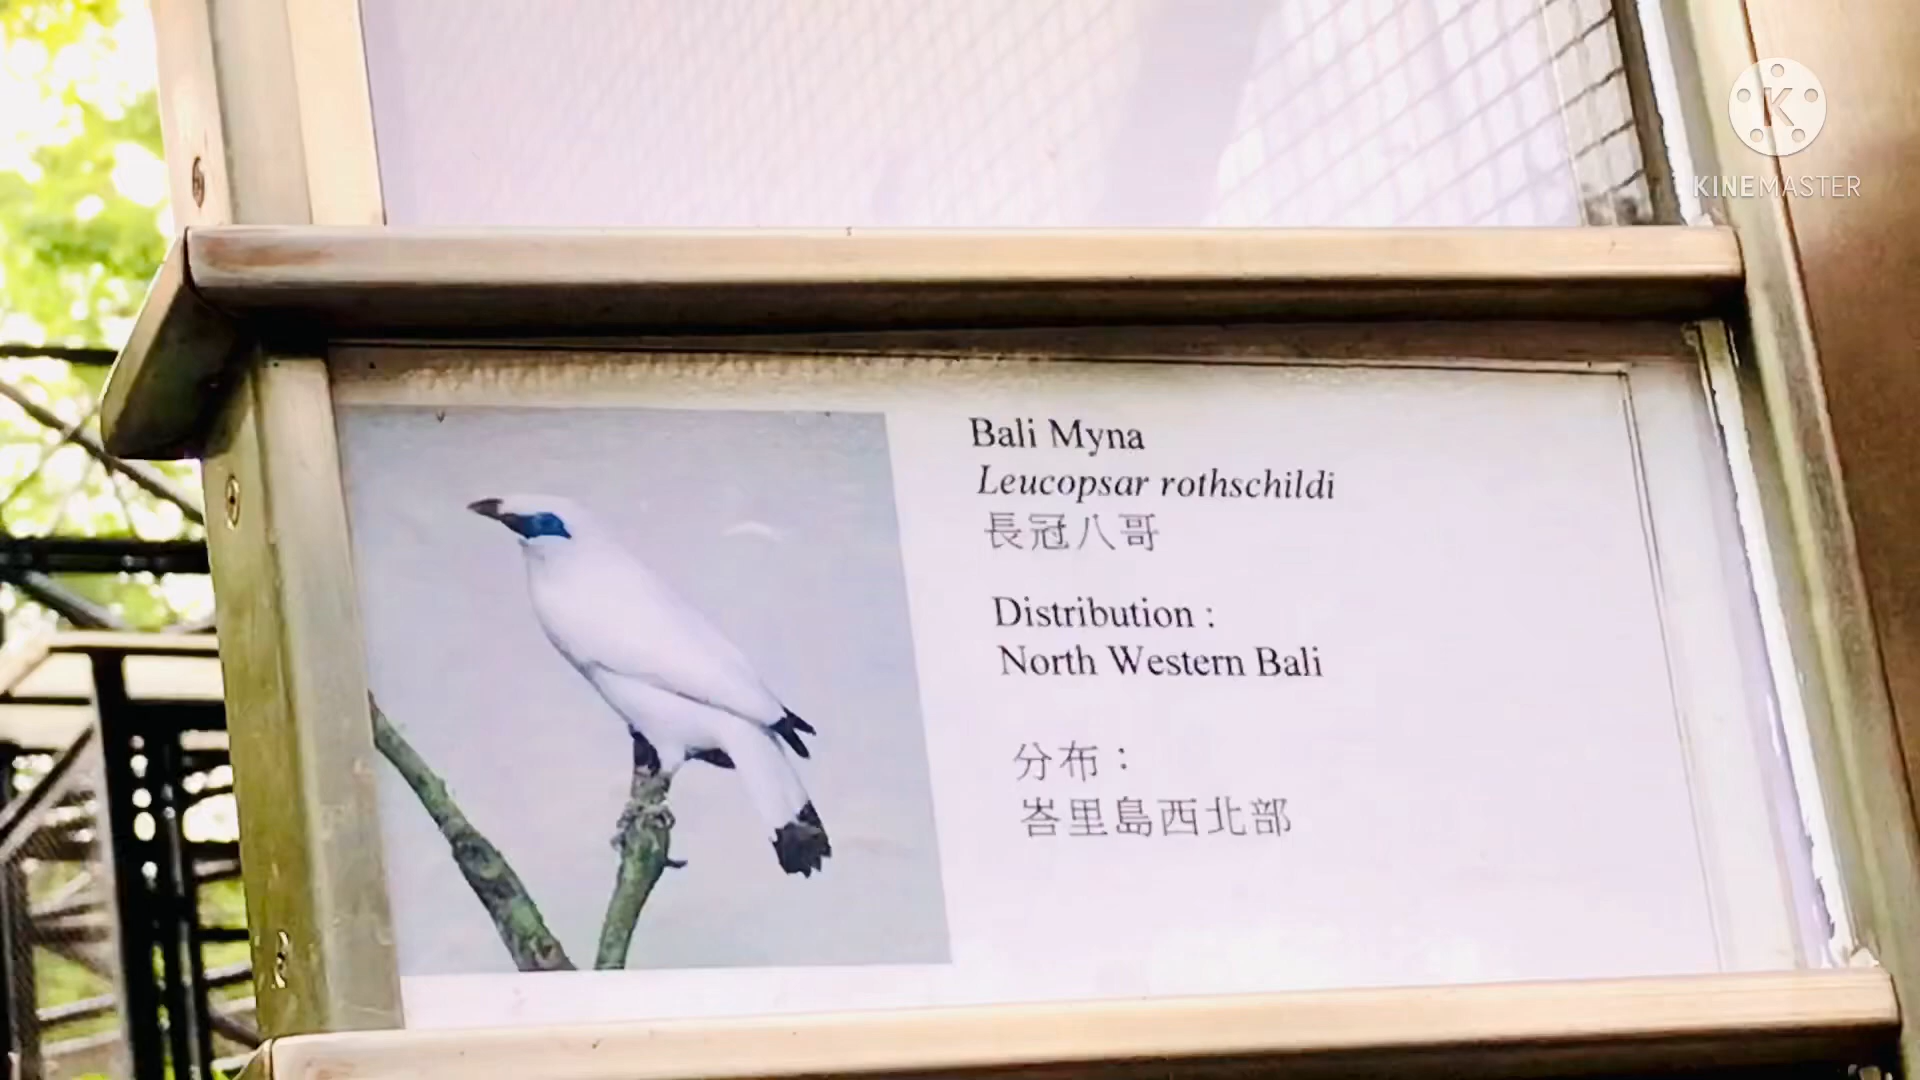 K
KINEMASTER
Bali Myna
Leucopsar rothschildi
長冠八哥
Distribution :
North Western Bali
分布：
峇里島西北部